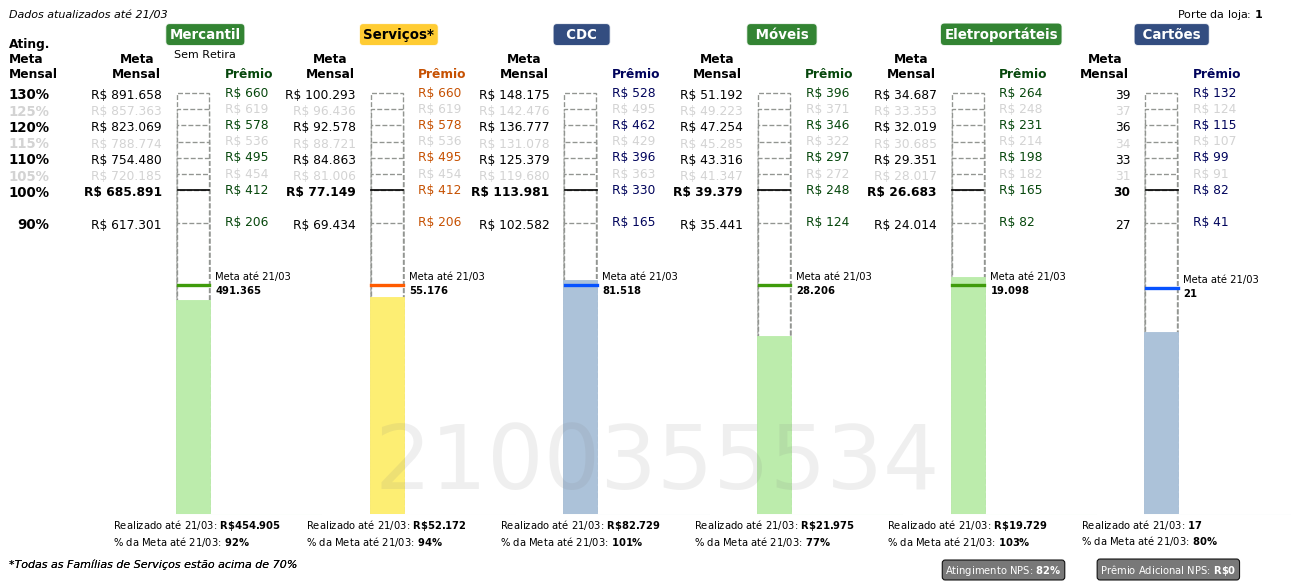 Dados atualizados até 21/03 Porte da loja: 1
Mercantil Serviços* CDC Móveis Eletroportáteis Cartões
Sem Retira
Ating. Meta Mensal Meta Mensal Prêmio Meta Mensal Prêmio Meta Mensal Prêmio Meta Mensal Prêmio Meta Mensal Prêmio Meta Mensal Prêmio
130% R$ 891.658 R$ 660 R$ 100.293 R$ 660 R$ 148.175 R$ 528 R$ 51.192 R$ 396 R$ 34.687 R$ 264 39 R$ 132
125% R$ 857.363 R$ 619 R$ 96.436 R$ 619 R$ 142.476 R$ 495 R$ 49.223 R$ 371 R$ 33.353 R$ 248 37 R$ 124
120% R$ 823.069 R$ 578 R$ 92.578 R$ 578 R$ 136.777 R$ 462 R$ 47.254 R$ 346 R$ 32.019 R$ 231 36 R$ 115
115% R$ 788.774 R$ 536 R$ 88.721 R$ 536 R$ 131.078 R$ 429 R$ 45.285 R$ 322 R$ 30.685 R$ 214 34 R$ 107
110% R$ 754.480 R$ 495 R$ 84.863 R$ 495 R$ 125.379 R$ 396 R$ 43.316 R$ 297 R$ 29.351 R$ 198 33 R$ 99
105% R$ 720.185 R$ 454 R$ 81.006 R$ 454 R$ 119.680 R$ 363 R$ 41.347 R$ 272 R$ 28.017 R$ 182 31 R$ 91
100% R$ 685.891 R$ 412 R$ 77.149 R$ 412 R$ 113.981 R$ 330 R$ 39.379 R$ 248 R$ 26.683 R$ 165 30 R$ 82
90% R$ 617.301 R$ 206 R$ 69.434 R$ 206 R$ 102.582 R$ 165 R$ 35.441 R$ 124 R$ 24.014 R$ 82 27 R$ 41
Meta até 21/03 Meta até 21/03 Meta até 21/03 Meta até 21/03 Meta até 21/03 Meta até 21/03
491.365 55.176 81.518 28.206 19.098 21
2100355534
Realizado até 21/03: R$454.905 Realizado até 21/03: R$52.172 Realizado até 21/03: R$82.729 Realizado até 21/03: R$21.975 Realizado até 21/03: R$19.729 Realizado até 21/03: 17
% da Meta até 21/03: 92% % da Meta até 21/03: 94% % da Meta até 21/03: 101% % da Meta até 21/03: 77% % da Meta até 21/03: 103% % da Meta até 21/03: 80%
*Todas as Famílias de Serviços estão acima de 70% Atingimento NPS: 82% Prêmio Adicional NPS: R$0